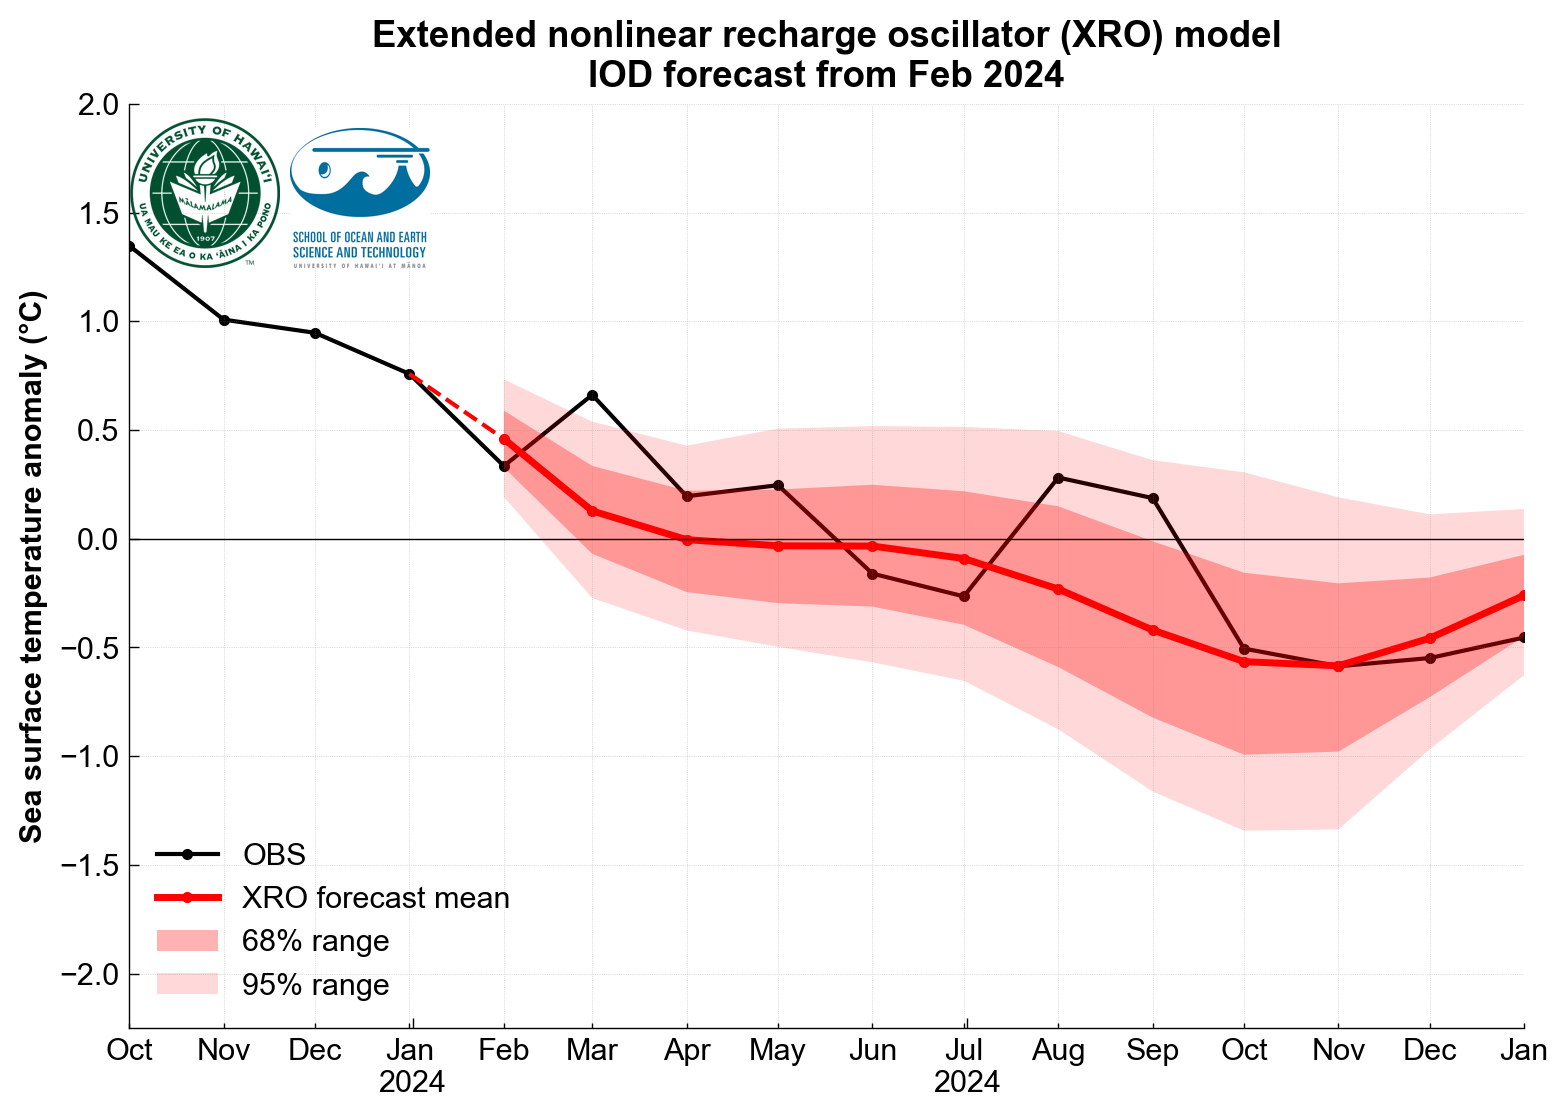 Extended nonlinear recharge oscillator (XRO) model
IOD forecast from Feb 2024
UNIVERSITY OF HAWAIʻI
MĀLAMALAMA
1907
UA MAU KE EA O KA ʻĀINA I KA PONO
TM
SCHOOL OF OCEAN AND EARTH
SCIENCE AND TECHNOLOGY
UNIVERSITY OF HAWAIʻI AT MĀNOA
Sea surface temperature anomaly (°C)
2.0
1.5
1.0
0.5
0.0
−0.5
−1.0
−1.5
−2.0
OBS
XRO forecast mean
68% range
95% range
Oct Nov Dec Jan Feb Mar Apr May Jun Jul Aug Sep Oct Nov Dec Jan
2024 2024